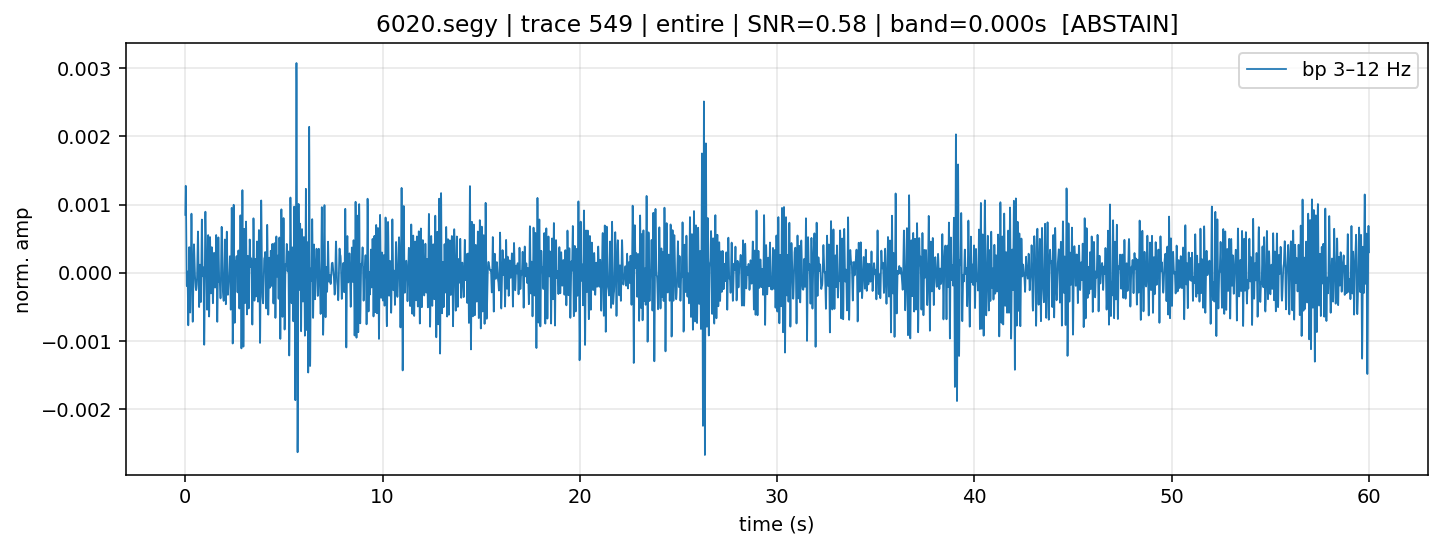 6020.segy | trace 549 | entire | SNR=0.58 | band=0.000s  [ABSTAIN]
bp 3–12 Hz
0.003
0.002
0.001
0.000
−0.001
−0.002
norm. amp
0 10 20 30 40 50 60
time (s)